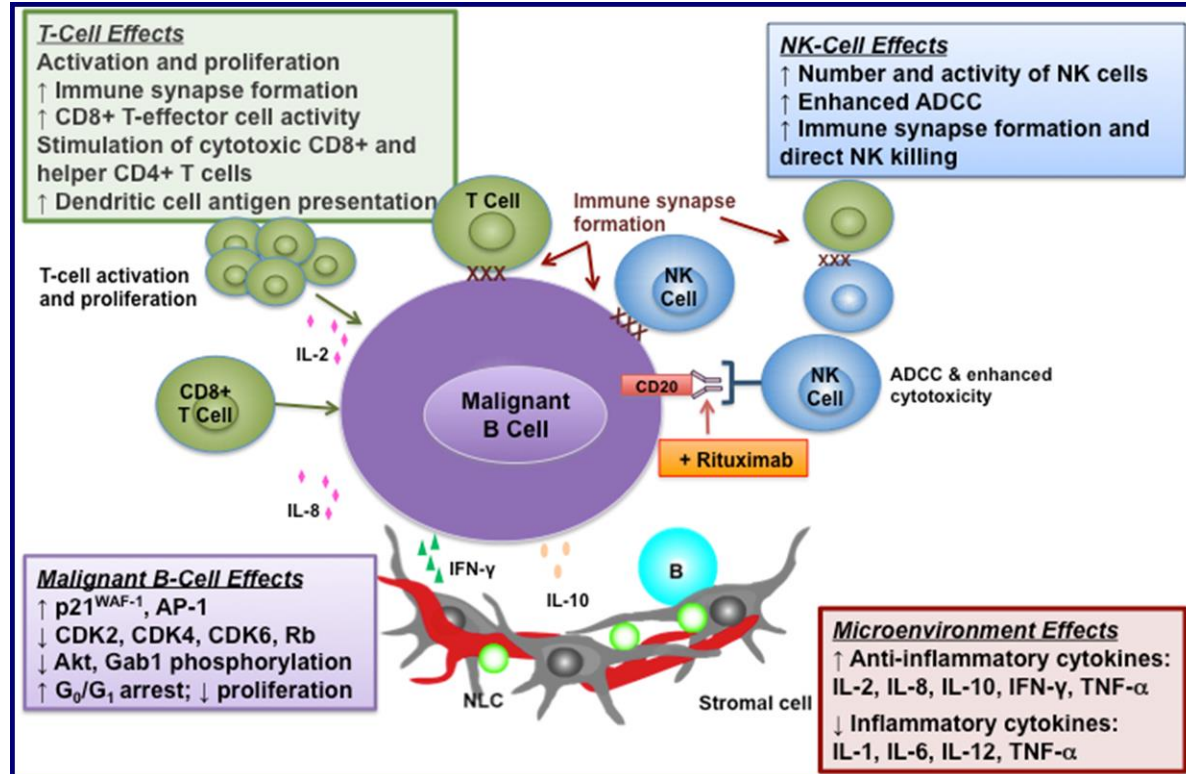 T-Cell Effects
Activation and proliferation
↑ Immune synapse formation
↑ CD8+ T-effector cell activity
Stimulation of cytotoxic CD8+ and
helper CD4+ T cells
↑ Dendritic cell antigen presentation
NK-Cell Effects
↑ Number and activity of NK cells
↑ Enhanced ADCC
↑ Immune synapse formation and
direct NK killing
T Cell
XXX
Immune synapse
formation
XXX
NK
Cell
XXX
T-cell activation
and proliferation
IL-2
CD8+
T Cell
Malignant
B Cell
CD20
NK
Cell
ADCC & enhanced
cytotoxicity
+ Rituximab
IL-8
IFN-γ
IL-10
B
NLC
Stromal cell
Malignant B-Cell Effects
↑ p21WAF-1, AP-1
↓ CDK2, CDK4, CDK6, Rb
↓ Akt, Gab1 phosphorylation
↑ G0/G1 arrest; ↓ proliferation
Microenvironment Effects
↑ Anti-inflammatory cytokines:
IL-2, IL-8, IL-10, IFN-γ, TNF-α
↓ Inflammatory cytokines:
IL-1, IL-6, IL-12, TNF-α